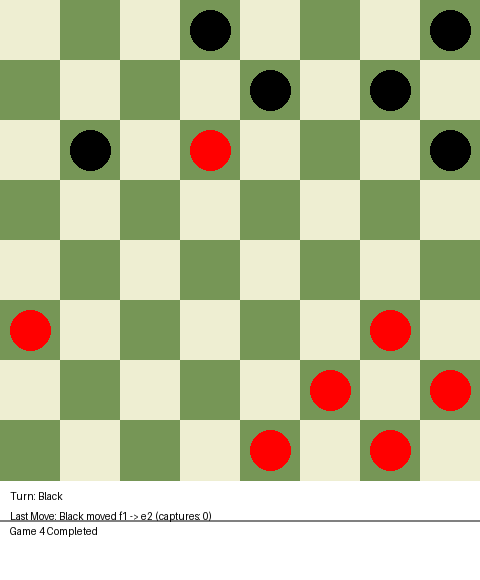 Turn: Black
Last Move: Black moved f1 -> e2 (captures: 0)
Game 4 Completed